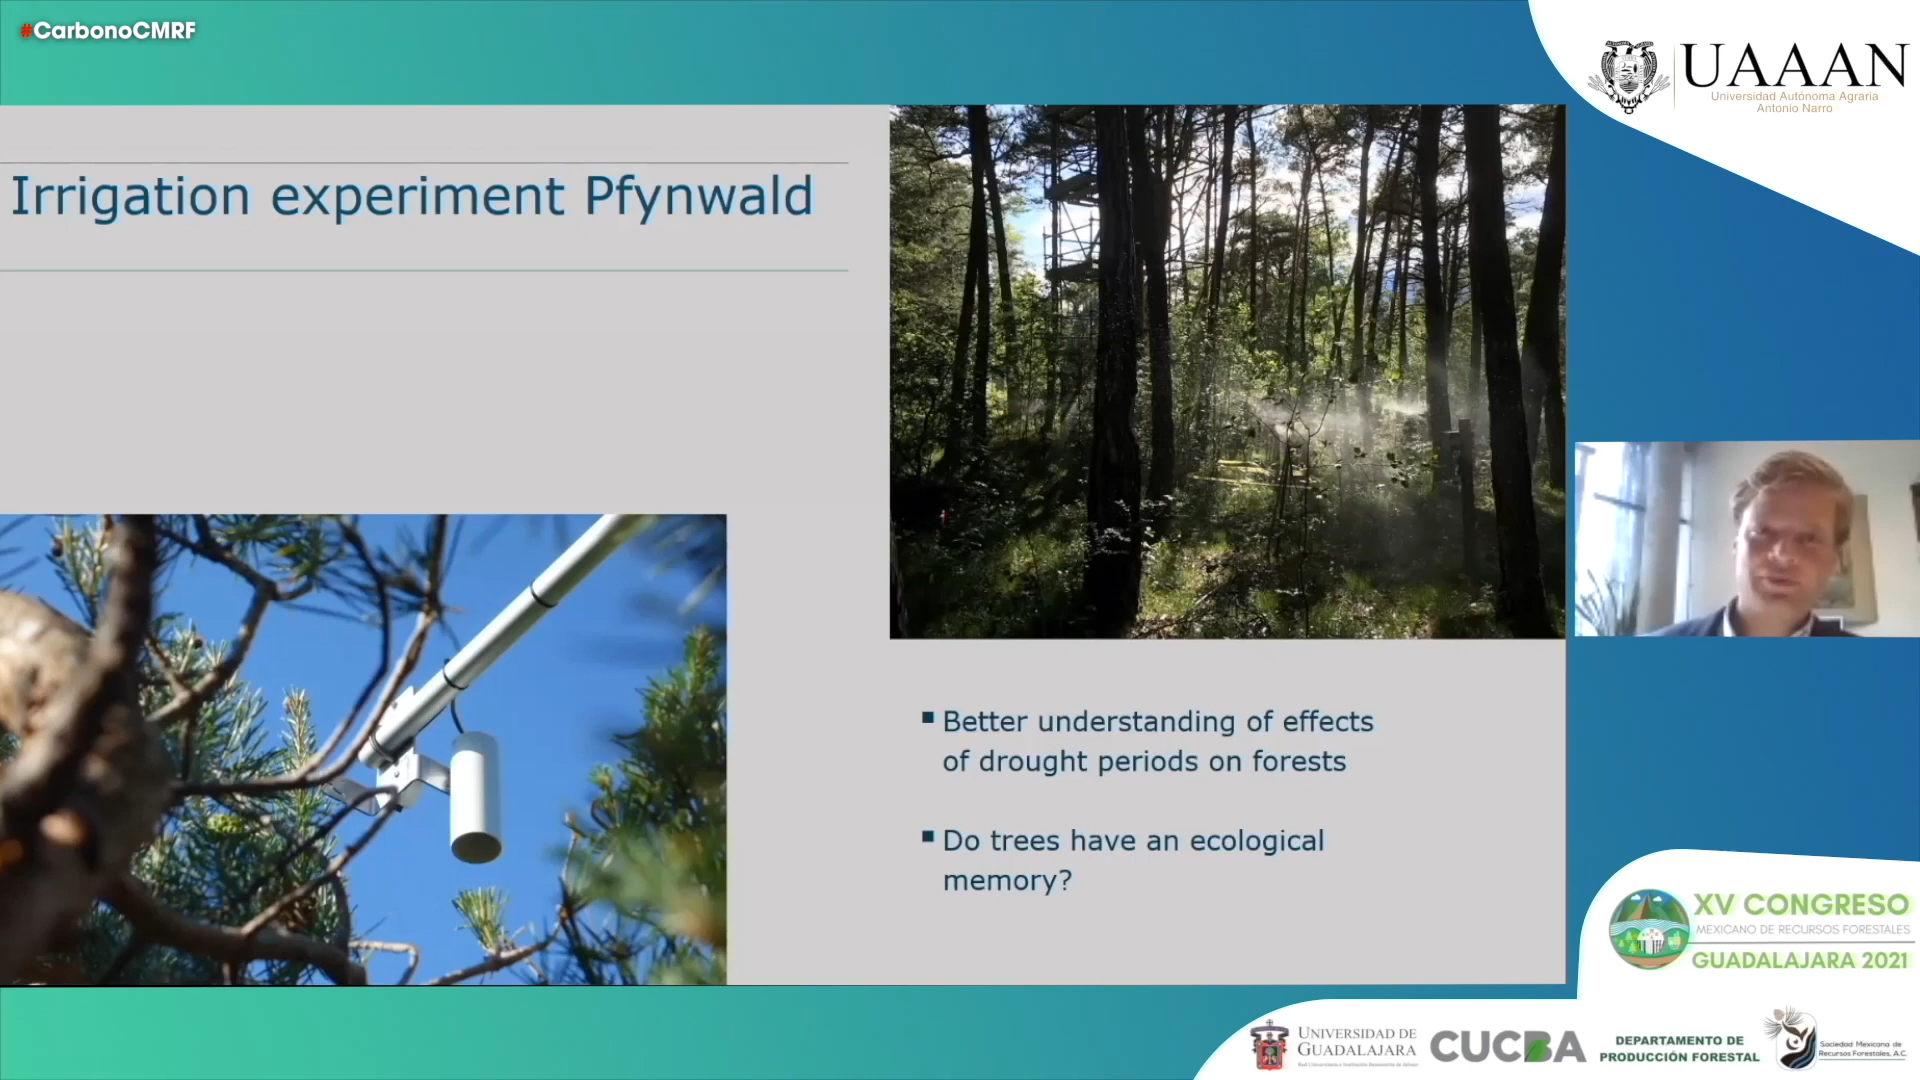 #CarbonoCMRF
UAAAN
Universidad Autónoma Agraria
Antonio Narro
Irrigation experiment Pfynwald
▪ Better understanding of effects
of drought periods on forests
▪ Do trees have an ecological
memory?
XV CONGRESO
MEXICANO DE RECURSOS FORESTALES
GUADALAJARA 2021
UNIVERSIDAD DE
GUADALAJARA
CUCBA
DEPARTAMENTO DE
PRODUCCIÓN FORESTAL
Sociedad Mexicana de
Recursos Forestales, A.C.